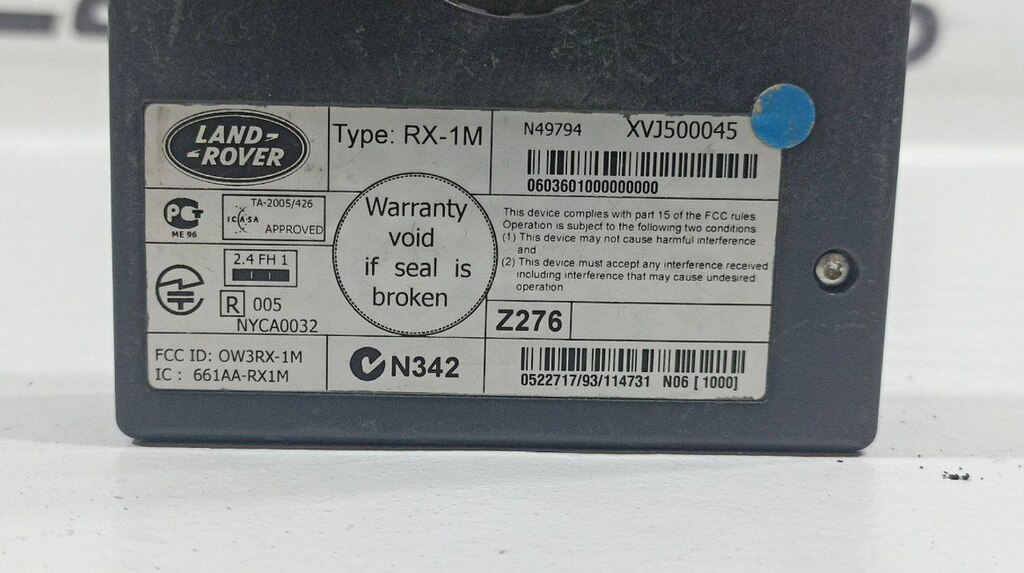 LAND-
-ROVER
Type: RX-1M
N49794 XVJ500045
0603601000000000
PG
ME 96
TA-2005/426
ICASA
APPROVED
Warranty
void
if seal is
broken
This device complies with part 15 of the FCC rules
Operation is subject to the following two conditions
(1) This device may not cause harmful interference
and
(2) This device must accept any interference received
including interference that may cause undesired
operation
2.4 FH 1
R 005
NYCA0032
Z276
FCC ID: OW3RX-1M
IC : 661AA-RX1M
N342
0522717/93/114731 N06 [1000]